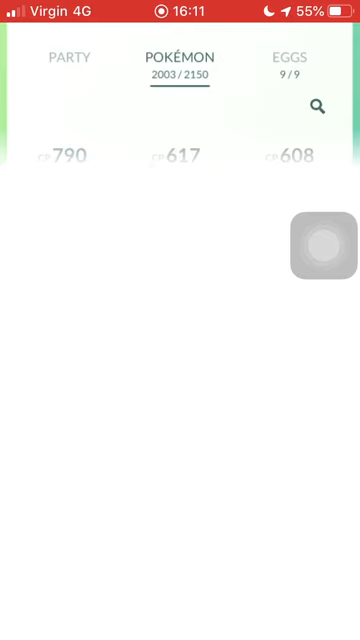 Virgin 4G 16:11 55%
PARTY POKÉMON EGGS
2003 / 2150 9 / 9
CP790 CP617 CP608